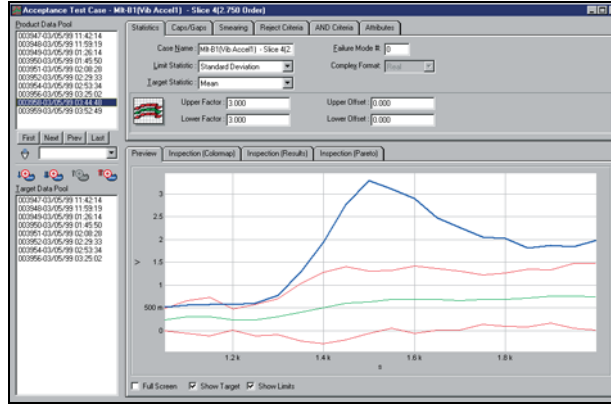 Acceptance Test Case - Mlt-B1(Vib Accel1) - Slice 4(2.750 Order)
Product Data Pool
003947-03/05/99 11:42:14
003948-03/05/99 11:59:19
003949-03/05/99 01:26:14
003950-03/05/99 01:45:50
003951-03/05/99 02:08:28
003952-03/05/99 02:29:33
003954-03/05/99 02:53:34
003956-03/05/99 03:25:02
003958-03/05/99 03:44:48
003959-03/05/99 03:52:49
First Next Prev Last
Target Data Pool
003947-03/05/99 11:42:14
003948-03/05/99 11:59:19
003949-03/05/99 01:26:14
003950-03/05/99 01:45:50
003951-03/05/99 02:08:28
003952-03/05/99 02:29:33
003954-03/05/99 02:53:34
003956-03/05/99 03:25:02
Statistics Caps/Gaps Smearing Reject Criteria AND Criteria Attributes
Case Name : Mlt-B1(Vib Accel1) - Slice 4(2. Failure Mode #: 0
Limit Statistic : Standard Deviation Complex Format: Real
Target Statistic : Mean
Upper Factor : 3.000 Upper Offset : 0.000
Lower Factor : 3.000 Lower Offset : 0.000
Preview Inspection (Colormap) Inspection (Results) Inspection (Pareto)
3
2.5
2
V 1.5
1
500 m
0
1.2 k 1.4 k 1.6 k 1.8 k
Full Screen Show Target Show Limits